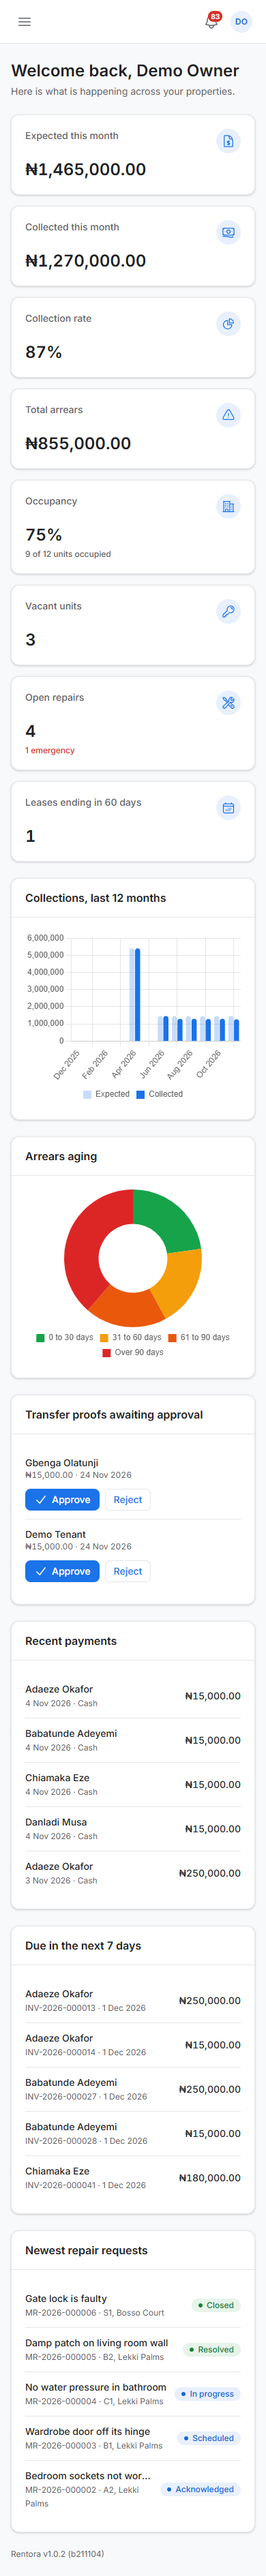 83
DO
Welcome back, Demo Owner
Here is what is happening across your properties.
Expected this month
₦1,465,000.00
Collected this month
₦1,270,000.00
Collection rate
87%
Total arrears
₦855,000.00
Occupancy
75%
9 of 12 units occupied
Vacant units
3
Open repairs
4
1 emergency
Leases ending in 60 days
1
Collections, last 12 months
6,000,000
5,000,000
4,000,000
3,000,000
2,000,000
1,000,000
0
Dec 2025
Feb 2026
Apr 2026
Jun 2026
Aug 2026
Oct 2026
Expected
Collected
Arrears aging
0 to 30 days
31 to 60 days
61 to 90 days
Over 90 days
Transfer proofs awaiting approval
Gbenga Olatunji
₦15,000.00 · 24 Nov 2026
Approve
Reject
Demo Tenant
₦15,000.00 · 24 Nov 2026
Approve
Reject
Recent payments
Adaeze Okafor
4 Nov 2026 · Cash
₦15,000.00
Babatunde Adeyemi
4 Nov 2026 · Cash
₦15,000.00
Chiamaka Eze
4 Nov 2026 · Cash
₦15,000.00
Danladi Musa
4 Nov 2026 · Cash
₦15,000.00
Adaeze Okafor
3 Nov 2026 · Cash
₦250,000.00
Due in the next 7 days
Adaeze Okafor
INV-2026-000013 · 1 Dec 2026
₦250,000.00
Adaeze Okafor
INV-2026-000014 · 1 Dec 2026
₦15,000.00
Babatunde Adeyemi
INV-2026-000027 · 1 Dec 2026
₦250,000.00
Babatunde Adeyemi
INV-2026-000028 · 1 Dec 2026
₦15,000.00
Chiamaka Eze
INV-2026-000041 · 1 Dec 2026
₦180,000.00
Newest repair requests
Gate lock is faulty
MR-2026-000006 · S1, Bosso Court
Closed
Damp patch on living room wall
MR-2026-000005 · B2, Lekki Palms
Resolved
No water pressure in bathroom
MR-2026-000004 · C1, Lekki Palms
In progress
Wardrobe door off its hinge
MR-2026-000003 · B1, Lekki Palms
Scheduled
Bedroom sockets not wor...
MR-2026-000002 · A2, Lekki
Palms
Acknowledged
Rentora v1.0.2 (b211104)